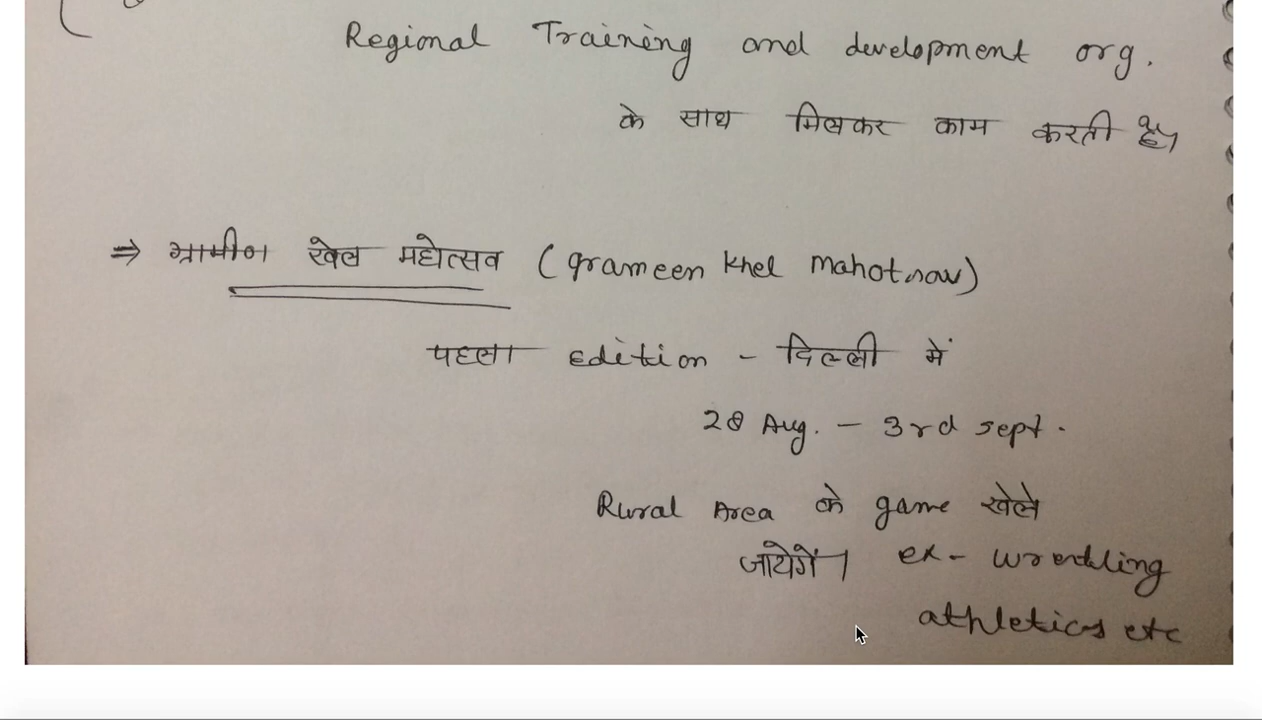 Regional Training and development org.
के साथ मिलकर काम करती है।
⇒ ग्रामीण खेल महोत्सव (Grameen Khel Mahotsav)
पहला Edition - दिल्ली में
28 Aug. - 3rd sept.
Rural Area के game खेले
जायेगें। ex- wrestling
athletics etc